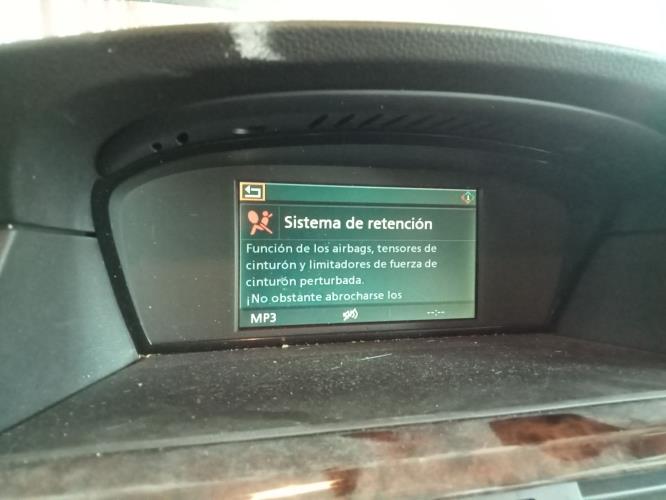 Sistema de retención
Función de los airbags, tensores de
cinturón y limitadores de fuerza de
cinturón perturbada.
¡No obstante abrocharse los
MP3 --:--